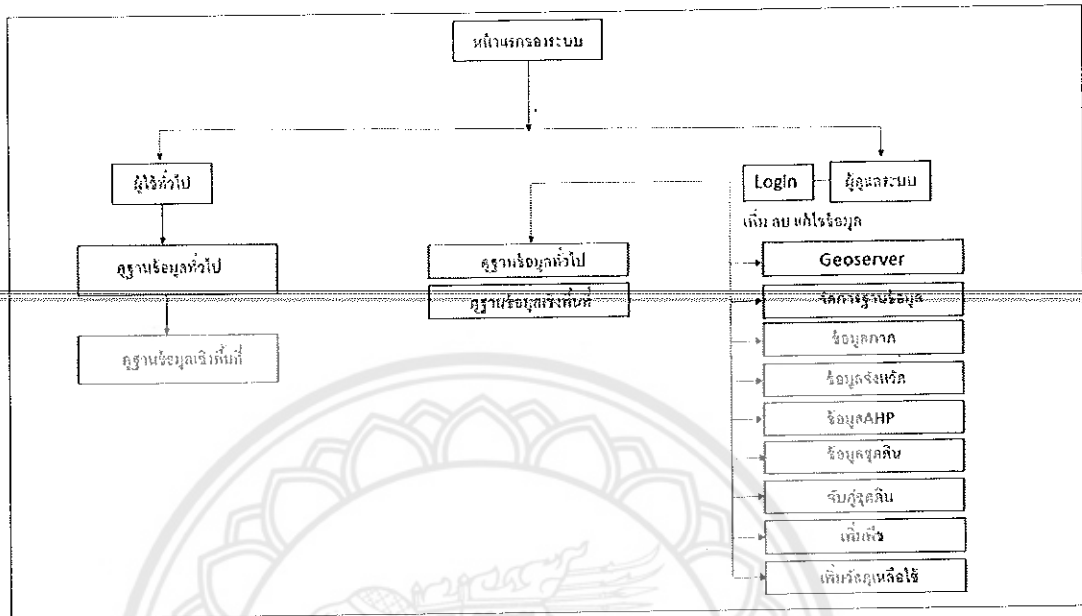 หน้าแรกของระบบ
ผู้ใช้ทั่วไป
Login
ผู้ดูแลระบบ
เพิ่ม ลบ แก้ไขข้อมูล
ดูฐานข้อมูลทั่วไป
ดูฐานข้อมูลเชิงพื้นที่
ดูฐานข้อมูลทั่วไป
ดูฐานข้อมูลเชิงพื้นที่
Geoserver
จัดการฐานข้อมูล
ข้อมูลภาค
ข้อมูลจังหวัด
ข้อมูลAHP
ข้อมูลชุดดิน
จับคู่ชุดดิน
เพิ่มพืช
เพิ่มวัสดุเหลือใช้